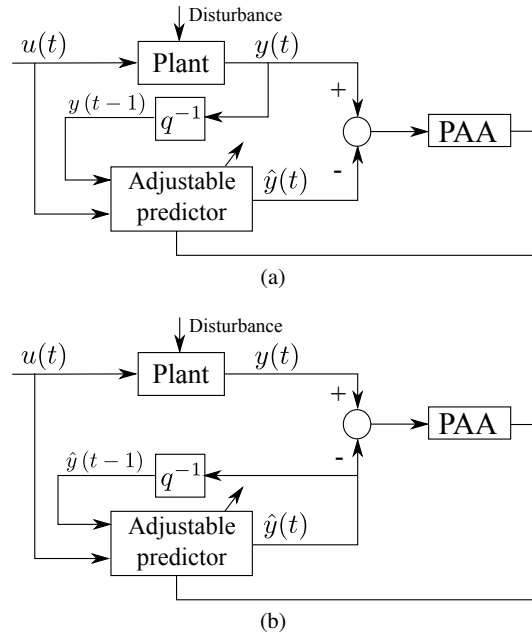 Disturbance
u(t)
Plant
y(t)
y(t−1)
q⁻¹
+
PAA
-
Adjustable
predictor
ŷ(t)
(a)
Disturbance
u(t)
Plant
y(t)
+
PAA
-
ŷ(t−1)
q⁻¹
Adjustable
predictor
ŷ(t)
(b)